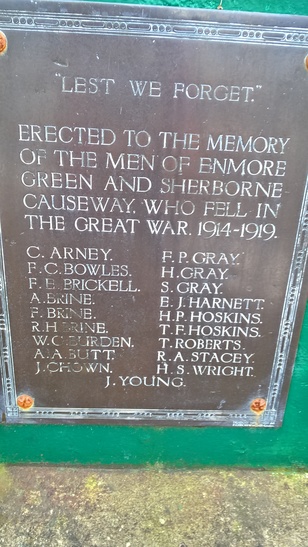 "LEST WE FORGET."
ERECTED TO THE MEMORY
OF THE MEN OF ENMORE
GREEN AND SHERBORNE
CAUSEWAY, WHO FELL IN
THE GREAT WAR, 1914-1919.
C. ARNEY.
F. C. BOWLES.
F. E. BRICKELL.
A. BRINE.
F. BRINE.
R. H. BRINE.
W. C. BURDEN.
A. A. BUTT.
J. CHOWN.
F. P. GRAY.
H. GRAY.
S. GRAY.
E. J. HARNETT.
H. P. HOSKINS.
T. F. HOSKINS.
T. ROBERTS.
R. A. STACEY.
H. S. WRIGHT.
J. YOUNG.